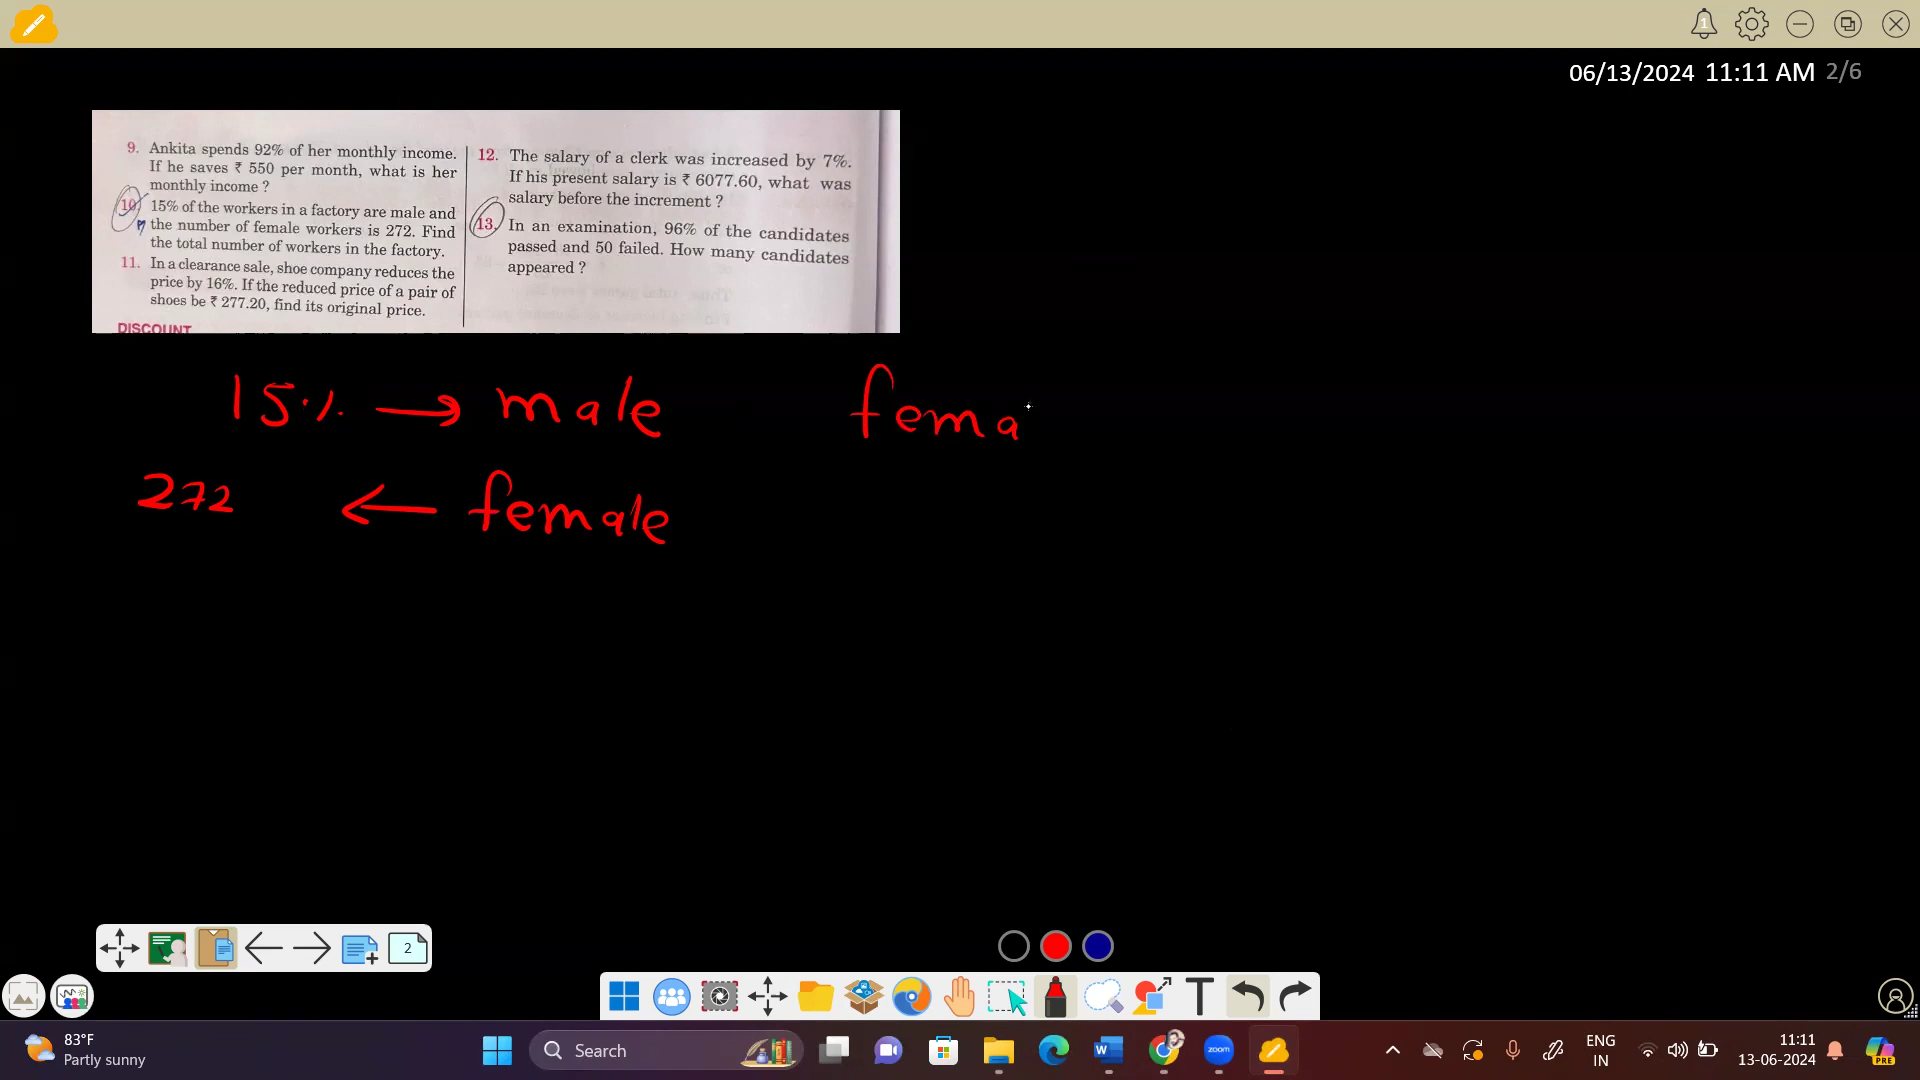 06/13/2024 11:11 AM 2/6
9. Ankita spends 92% of her monthly income.
If he saves ₹ 550 per month, what is her
monthly income ?
10. 15% of the workers in a factory are male and
the number of female workers is 272. Find
the total number of workers in the factory.
11. In a clearance sale, shoe company reduces the
price by 16%. If the reduced price of a pair of
shoes be ₹ 277.20, find its original price.
DISCOUNT
12. The salary of a clerk was increased by 7%.
If his present salary is ₹ 6077.60, what was
salary before the increment ?
13. In an examination, 96% of the candidates
passed and 50 failed. How many candidates
appeared ?
15% → male fema
272 ← female
2
83°F
Partly sunny
Search
ENG
IN
11:11
13-06-2024